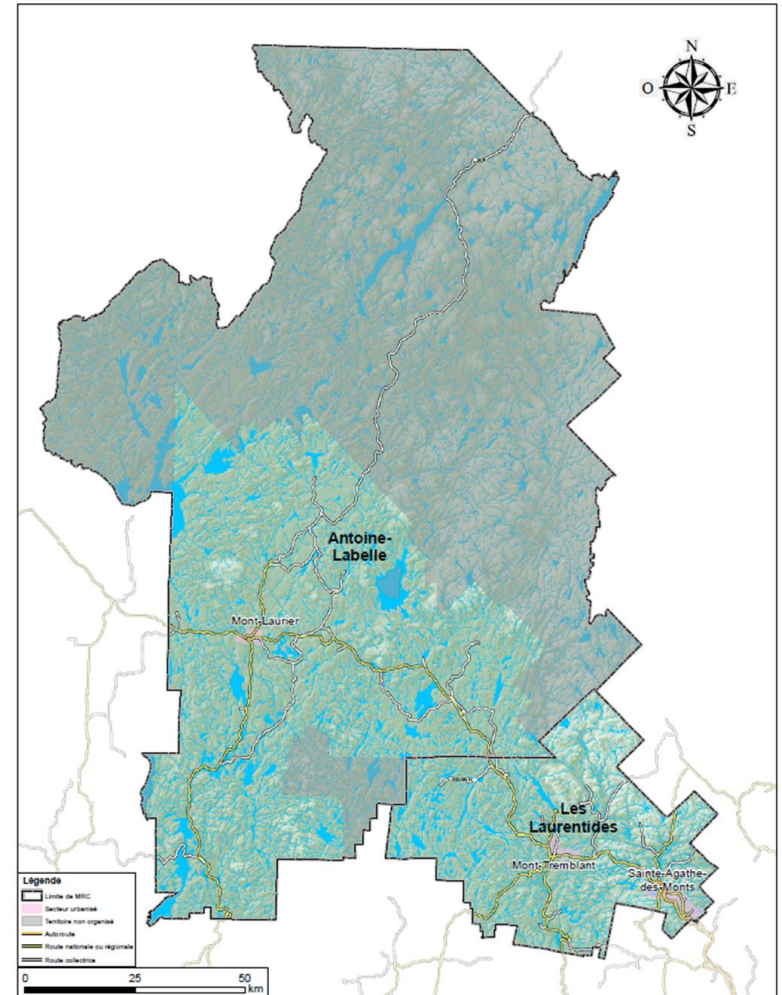 N
O
E
S
Antoine-
Labelle
Mont-Laurier
Les
Laurentides
Mont-Tremblant
Sainte-Agathe-
des-Monts
Légende
Limite de MRC
Secteur urbanisé
Territoire non organisé
Autoroute
Route nationale ou régionale
Route collectrice
0 25 50
km